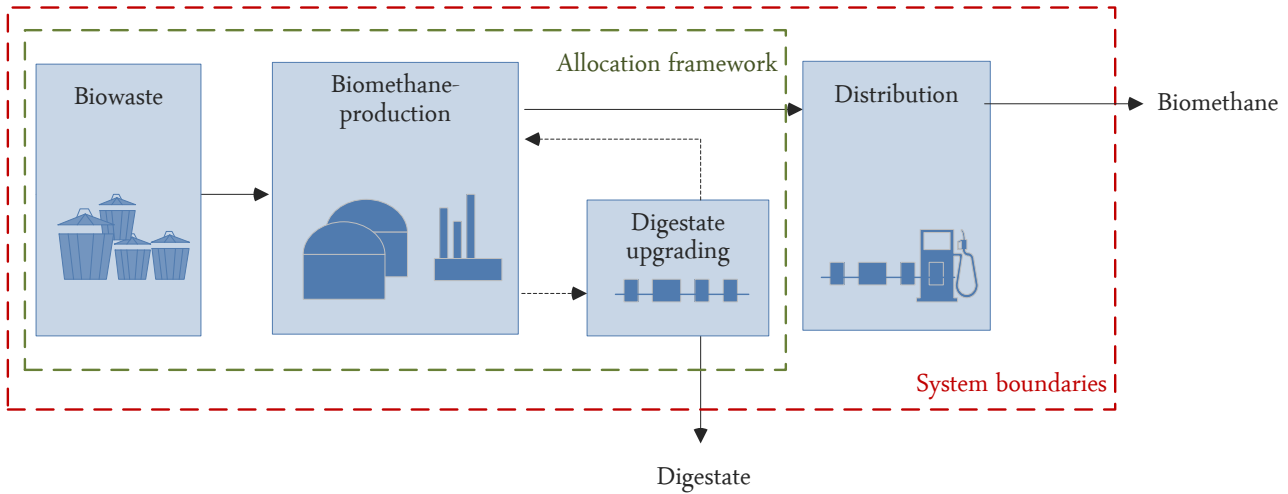 Allocation framework
Biowaste
Biomethane-
production
Distribution
Biomethane
Digestate
upgrading
System boundaries
Digestate